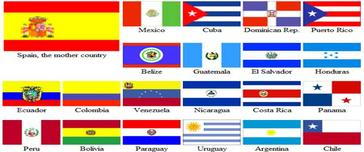 Mexico Cuba Dominican Rep. Puerto Rico
Spain, the mother country
Belize Guatemala El Salvador Honduras
Ecuador Colombia Venezuela Nicaragua Costa Rica Panama
Peru Bolivia Paraguay Uruguay Argentina Chile